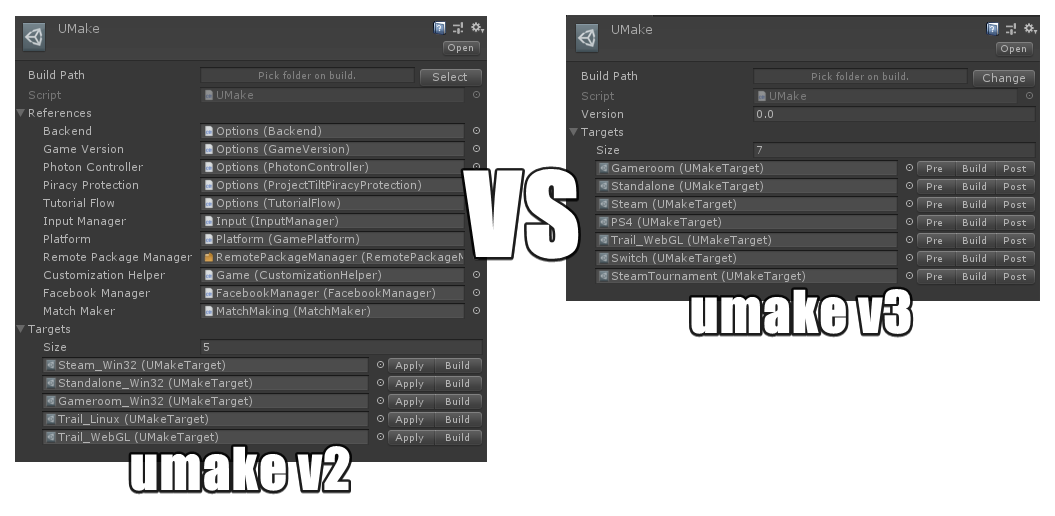 UMake
Open
Build Path Pick folder on build. Select
Script UMake
References
Backend Options (Backend)
Game Version Options (GameVersion)
Photon Controller Options (PhotonController)
Piracy Protection Options (ProjectTiltPiracyProtection)
Tutorial Flow Options (TutorialFlow)
Input Manager Input (InputManager)
Platform Platform (GamePlatform)
Remote Package Manager RemotePackageManager (RemotePackageM
Customization Helper Game (CustomizationHelper)
Facebook Manager FacebookManager (FacebookManager)
Match Maker MatchMaking (MatchMaker)
Targets
Size 5
Steam_Win32 (UMakeTarget) Apply Build
Standalone_Win32 (UMakeTarget) Apply Build
Gameroom_Win32 (UMakeTarget) Apply Build
Trail_Linux (UMakeTarget) Apply Build
Trail_WebGL (UMakeTarget) Apply Build
umake v2
VS
UMake
Open
Build Path Pick folder on build. Change
Script UMake
Version 0.0
Targets
Size 7
Gameroom (UMakeTarget) Pre Build Post
Standalone (UMakeTarget) Pre Build Post
Steam (UMakeTarget) Pre Build Post
PS4 (UMakeTarget) Pre Build Post
Trail_WebGL (UMakeTarget) Pre Build Post
Switch (UMakeTarget) Pre Build Post
SteamTournament (UMakeTarget) Pre Build Post
umake v3